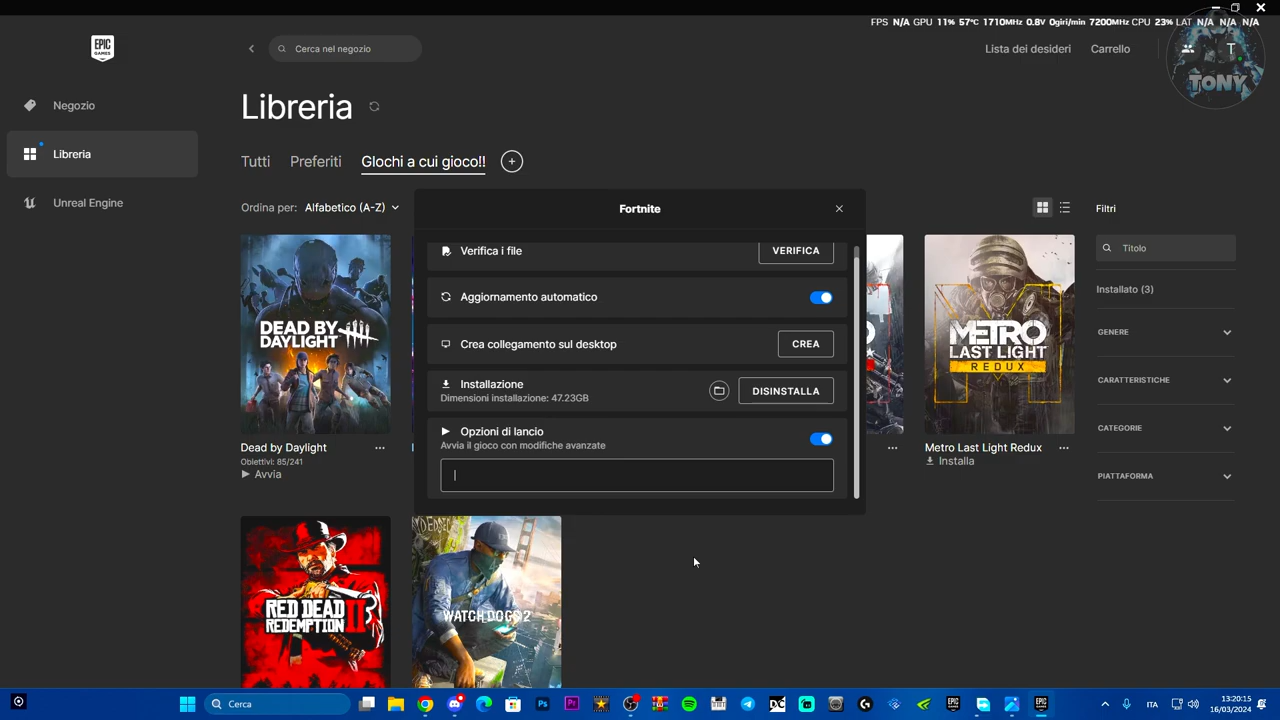 FPS N/A GPU 11% 57°C 1710MHz 0.8V 0giri/min 7200MHz CPU 23% LAT N/A N/A N/A
EPIC
GAMES
Cerca nel negozio
Lista dei desideri
Carrello
T
TONY
Negozio
Libreria
Unreal Engine
Libreria
Tutti
Preferiti
GIochi a cui gioco!!
Ordina per: Alfabetico (A-Z)
Filtri
Titolo
Installato (3)
GENERE
CARATTERISTICHE
CATEGORIE
PIATTAFORMA
Fortnite
Verifica i file
VERIFICA
Aggiornamento automatico
Crea collegamento sul desktop
CREA
Installazione
Dimensioni installazione: 47.23GB
DISINSTALLA
Opzioni di lancio
Avvia il gioco con modifiche avanzate
DEAD BY
DAYLIGHT
Dead by Daylight
Obiettivi: 85/241
Avvia
METRO
LAST LIGHT
REDUX
Metro Last Light Redux
Installa
RED DEAD
REDEMPTION
II
WATCH DOGS 2
Cerca
ITA
13:20:15
16/03/2024